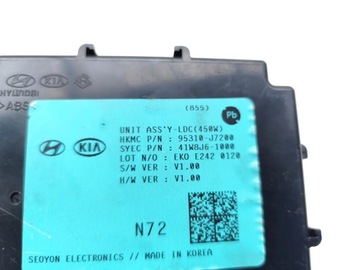 KIA
HYUNDAI
>ABS
(855)
Pb
UNIT ASS'Y-LDC(450W)
HKMC P/N : 95310-J7200
SYEC P/N : 41W8J6-1000
LOT N/O : EKO E242 0120
S/W VER : V1.00
H/W VER : V1.00
KIA
N72
SEOYON ELECTRONICS // MADE IN KOREA